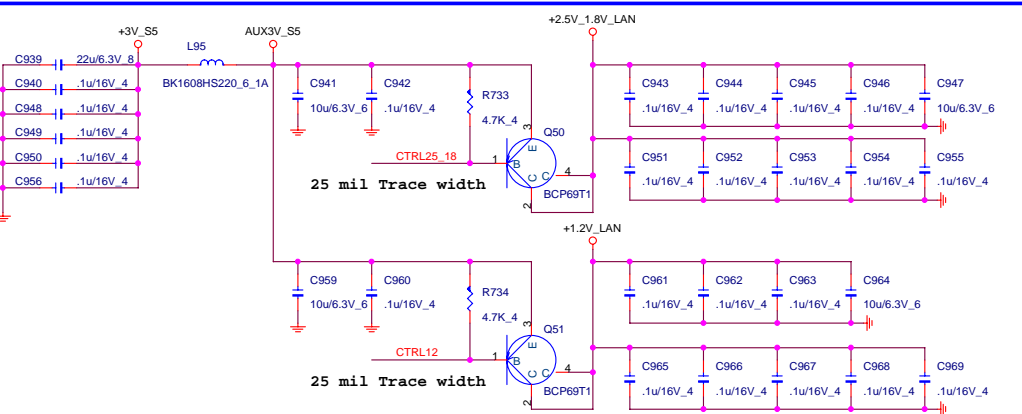 +3V_S5
AUX3V_S5
+2.5V_1.8V_LAN
L95
BK1608HS220_6_1A
C939 22u/6.3V_8
C940 .1u/16V_4
C948 .1u/16V_4
C949 .1u/16V_4
C950 .1u/16V_4
C956 .1u/16V_4
C941
10u/6.3V_6
C942
.1u/16V_4
R733
4.7K_4
CTRL25_18
25 mil Trace width
1
3
E
B
C
C
4
2
Q50
BCP69T1
C943
.1u/16V_4
C944
.1u/16V_4
C945
.1u/16V_4
C946
.1u/16V_4
C947
10u/6.3V_6
C951
.1u/16V_4
C952
.1u/16V_4
C953
.1u/16V_4
C954
.1u/16V_4
C955
.1u/16V_4
+1.2V_LAN
C959
10u/6.3V_6
C960
.1u/16V_4
R734
4.7K_4
CTRL12
25 mil Trace width
1
3
E
B
C
C
4
2
Q51
BCP69T1
C961
.1u/16V_4
C962
.1u/16V_4
C963
.1u/16V_4
C964
10u/6.3V_6
C965
.1u/16V_4
C966
.1u/16V_4
C967
.1u/16V_4
C968
.1u/16V_4
C969
.1u/16V_4